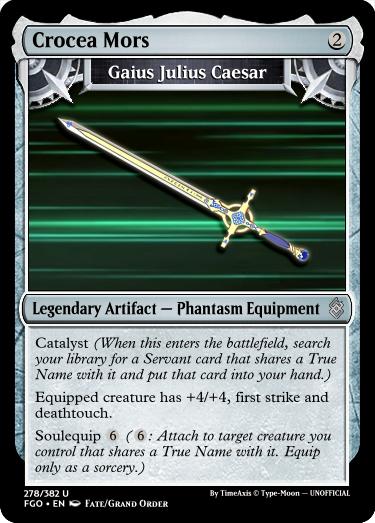 Crocea Mors 2
Gaius Julius Caesar
Legendary Artifact — Phantasm Equipment
Catalyst (When this enters the battlefield, search
your library for a Servant card that shares a True
Name with it and put that card into your hand.)
Equipped creature has +4/+4, first strike and
deathtouch.
Soulequip 6 ( 6 : Attach to target creature you
control that shares a True Name with it. Equip
only as a sorcery.)
278/382 U
FGO • EN Fate/Grand Order
By TimeAxis © Type-Moon — UNOFFICIAL